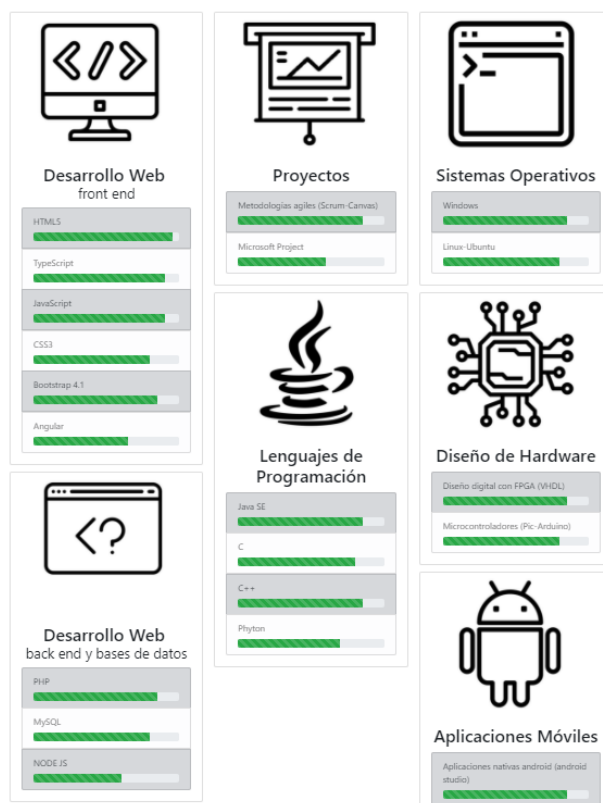 Desarrollo Web
front end
HTML5
TypeScript
JavaScript
CSS3
Bootstrap 4.1
Angular
Desarrollo Web
back end y bases de datos
PHP
MySQL
NODE JS
Proyectos
Metodologias agiles (Scrum-Canvas)
Microsoft Project
Lenguajes de
Programación
Java SE
C
C++
Phyton
Sistemas Operativos
Windows
Linux-Ubuntu
Diseño de Hardware
Diseño digital con FPGA (VHDL)
Microcontroladores (Pic-Arduino)
Aplicaciones Móviles
Aplicaciones nativas android (android
studio)